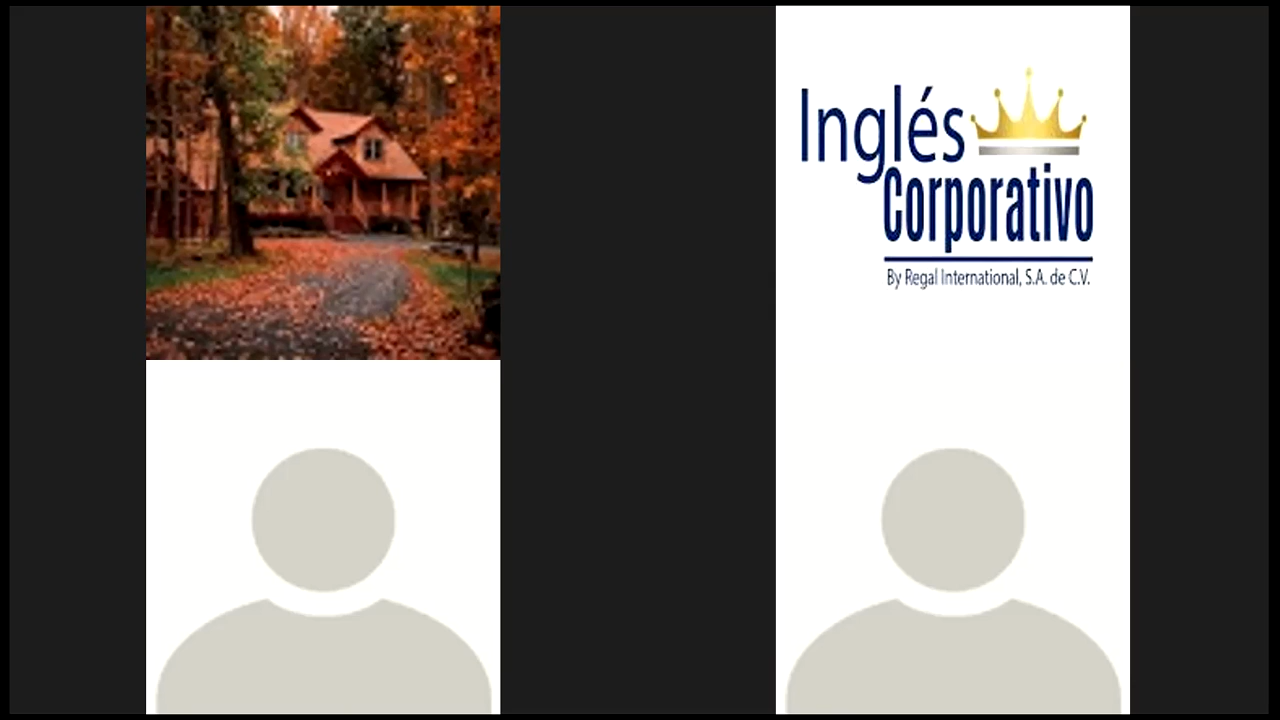 Inglés
Corporativo
By Regal International, S.A. de C.V.